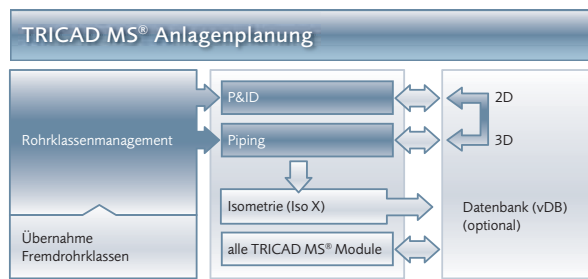 TRICAD MS® Anlagenplanung
Rohrklassenmanagement
Übernahme
Fremdrohrklassen
P&ID
Piping
Isometrie (Iso X)
alle TRICAD MS® Module
2D
3D
Datenbank (vDB)
(optional)